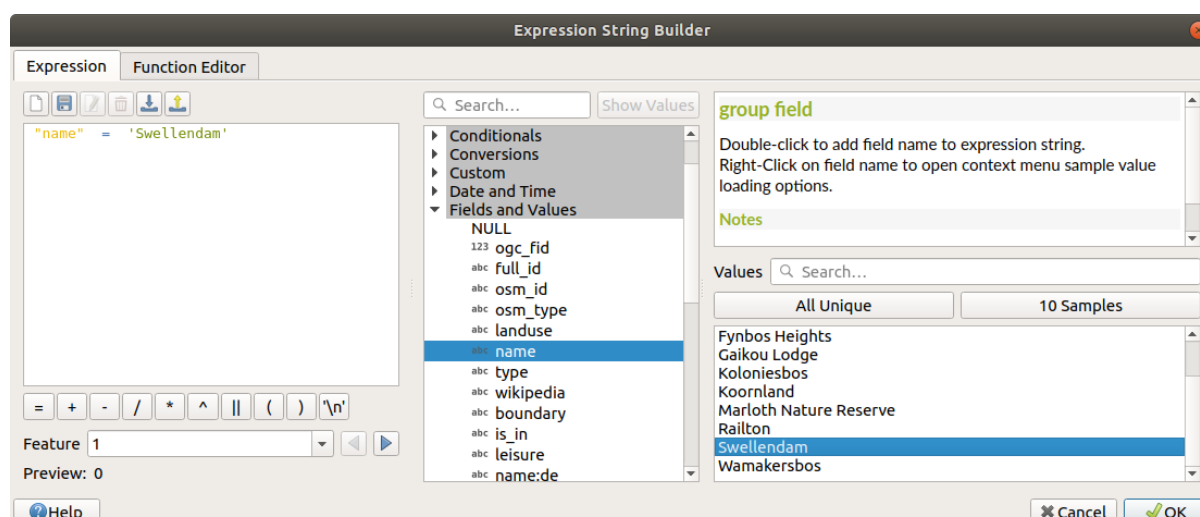 Expression String Builder
Expression Function Editor
"name" = 'Swellendam'
= + - / * ^ || ( ) '\n'
Feature 1
Preview: 0
Search... Show Values
Conditionals
Conversions
Custom
Date and Time
Fields and Values
NULL
123 ogc_fid
abc full_id
abc osm_id
abc osm_type
abc landuse
abc name
abc type
abc wikipedia
abc boundary
abc is_in
abc leisure
abc name:de
group field
Double-click to add field name to expression string.
Right-Click on field name to open context menu sample value
loading options.
Notes
Values Search...
All Unique 10 Samples
Fynbos Heights
Gaikou Lodge
Koloniesbos
Koornland
Marloth Nature Reserve
Railton
Swellendam
Wamakersbos
Help Cancel OK